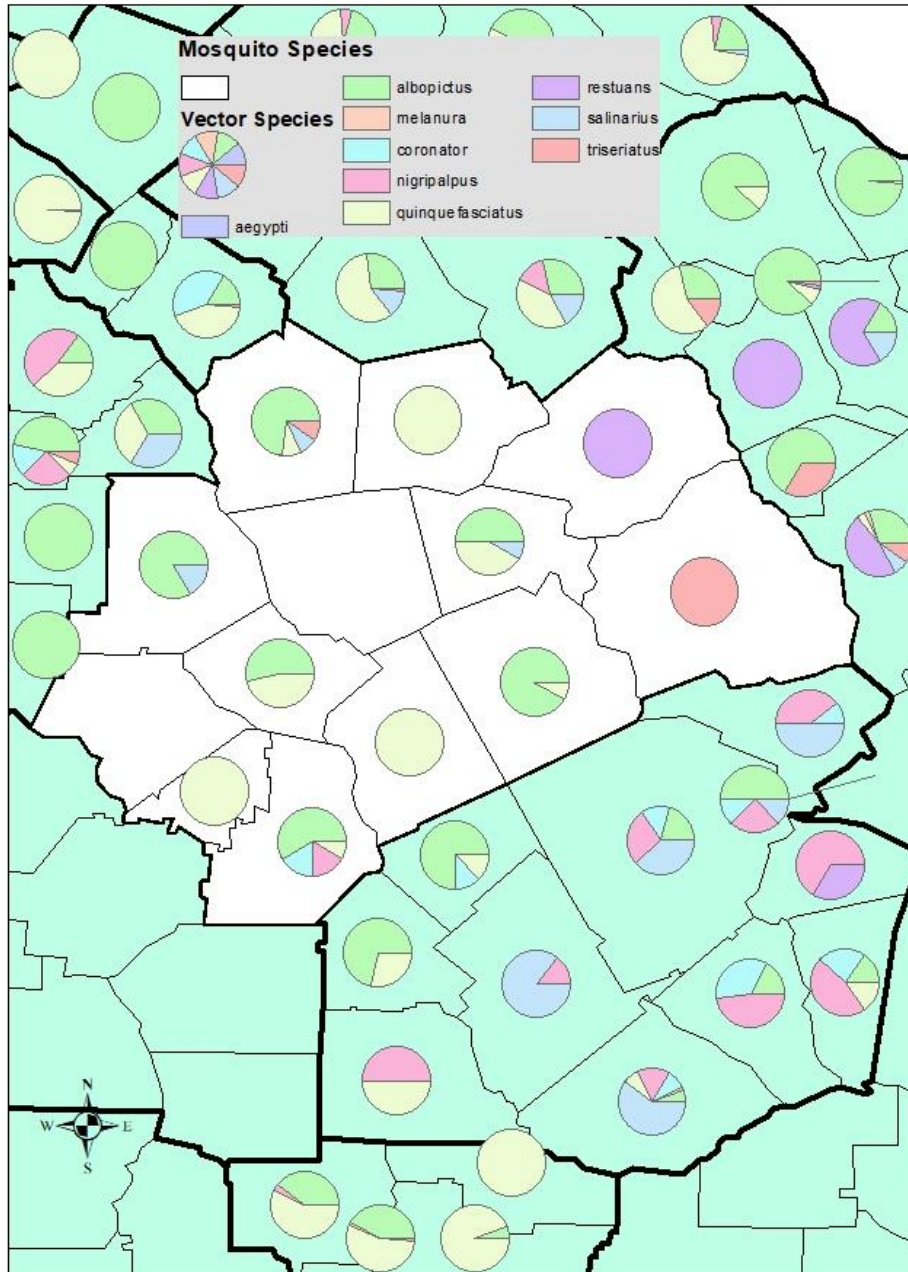 Mosquito Species
Vector Species
aegypti
albopictus
melanura
coronator
nigripalpus
quinquefasciatus
restuans
salinarius
triseriatus
N
W E
S